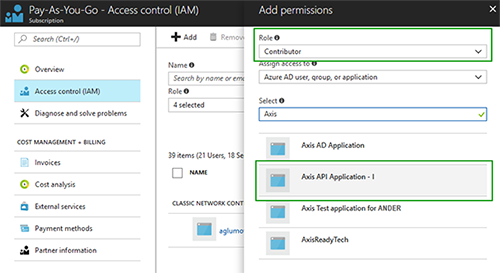 Pay-As-You-Go - Access control (IAM)
Subscription
Search (Ctrl+/)
Overview
Access control (IAM)
Diagnose and solve problems
COST MANAGEMENT + BILLING
Invoices
Cost analysis
External services
Payment methods
Partner information
Add
Remove
Name
Search by name or ema
Role
4 selected
39 items (21 Users, 18 Se
NAME
CLASSIC NETWORK CONT
aglumov
Add permissions
Role
Contributor
Assign access to
Azure AD user, group, or application
Select
Axis
Axis AD Application
Axis API Application - I
Axis Test application for ANDER
AxisReadyTech